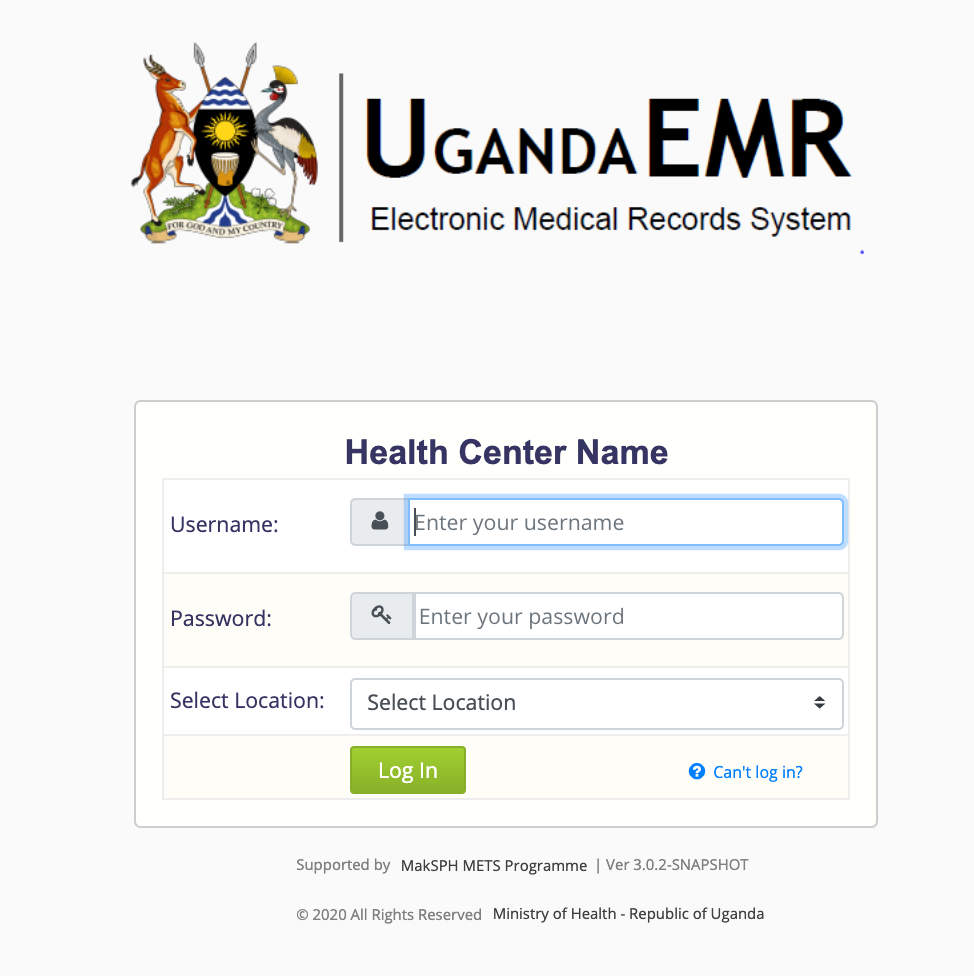 FOR GOD AND MY COUNTRY
UGANDAEMR
Electronic Medical Records System
Health Center Name
Username: Enter your username
Password: Enter your password
Select Location: Select Location
Log In Can't log in?
Supported by MakSPH METS Programme | Ver 3.0.2-SNAPSHOT
© 2020 All Rights Reserved Ministry of Health - Republic of Uganda